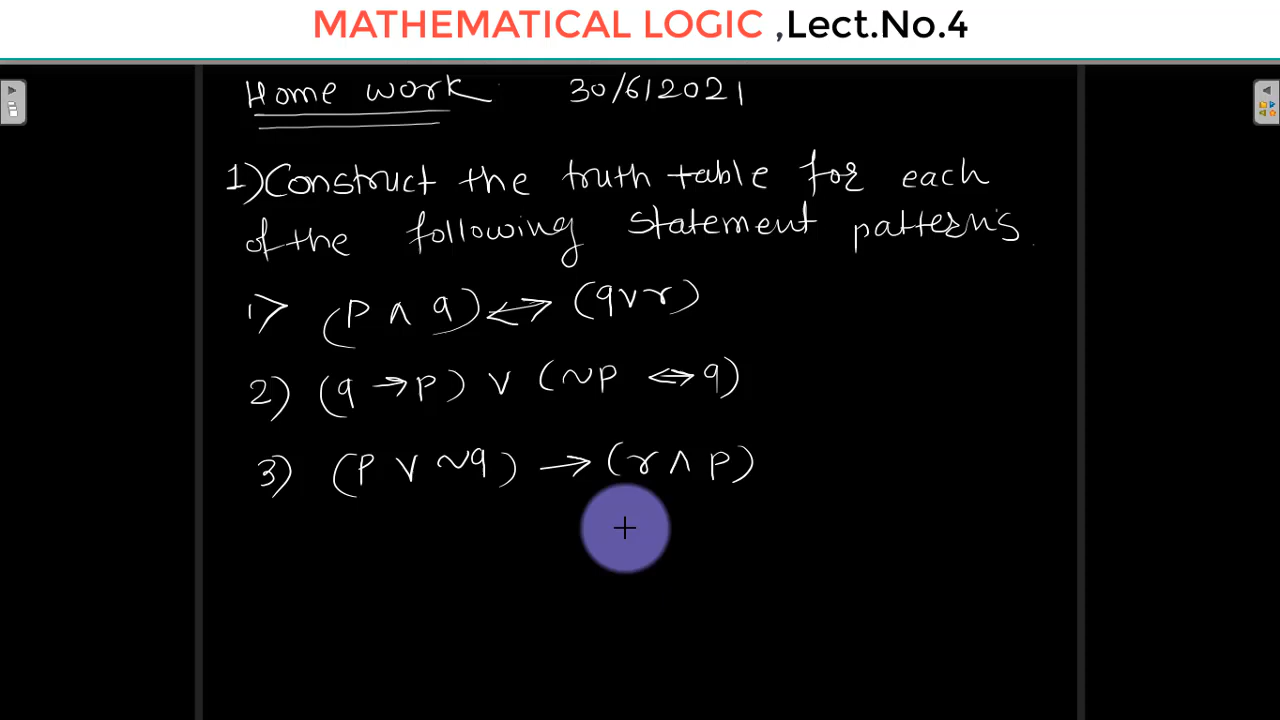 MATHEMATICAL LOGIC ,Lect.No.4
Home work 30/6/2021
1)Construct the truth table for each
of the following statement patterns.
1) (P ∧ q) ↔ (q ∨ r)
2) (q → p) ∨ (~p ↔ q)
3) (p ∨ ~q) → (r ∧ p)